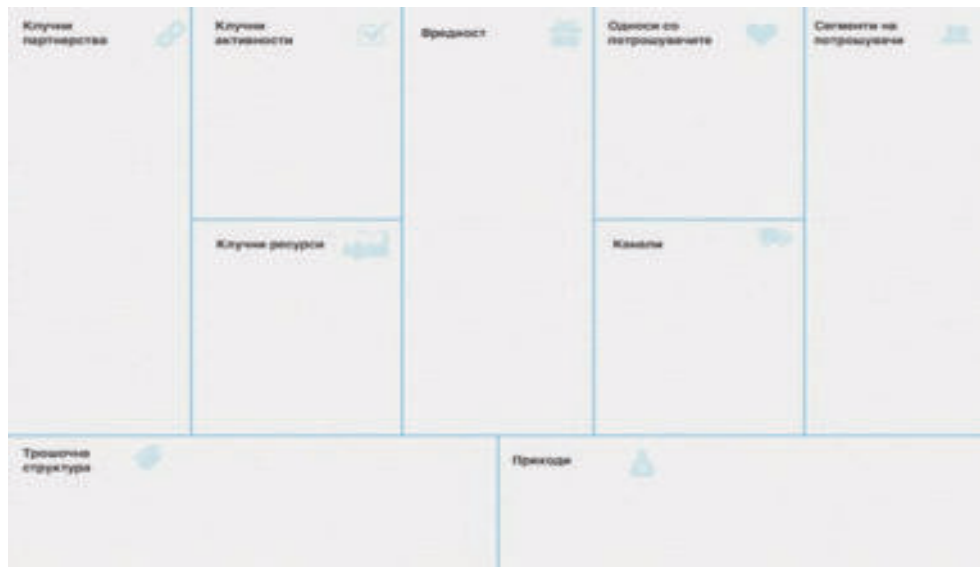 Клучни
партнерства
Клучни
активности
Вредност
Односи со
потрошувачите
Сегменти на
потрошувачи
Клучни ресурси
Канали
Трошочна
структура
Приходи